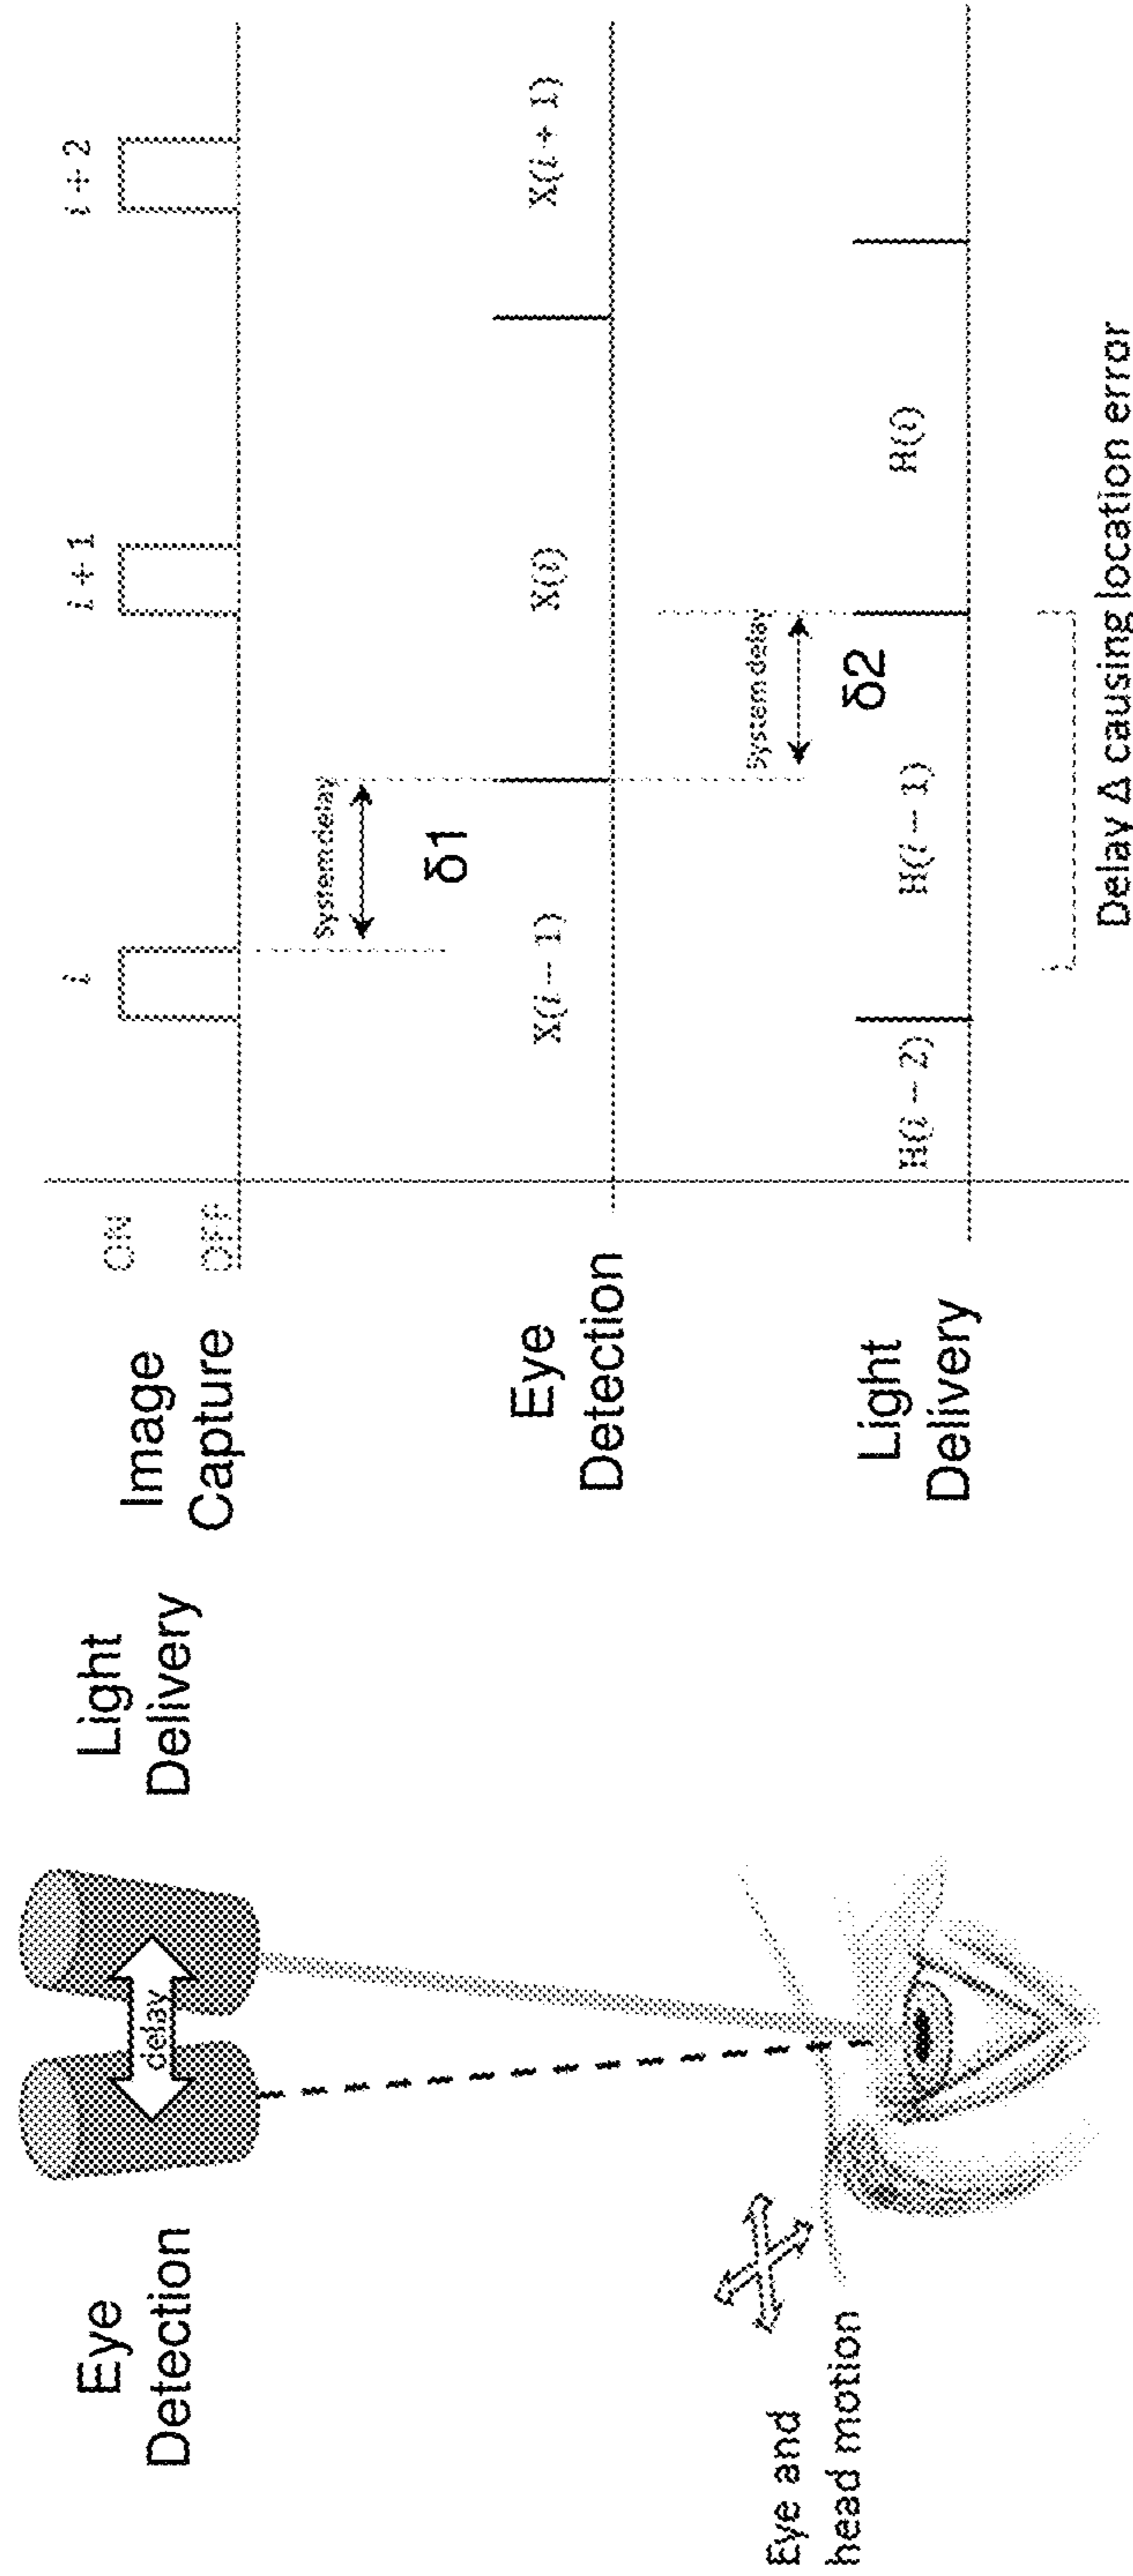 Eye
Detection
delay
Light
Delivery
Eye and
head motion
Image
Capture
ON
OFF
i
i + 1
i + 2
System delay
δ1
Eye
Detection
X(i − 1)
X(i)
X(i + 1)
System delay
δ2
Light
Delivery
H(i − 2)
H(i − 1)
H(i)
Delay Δ causing location error